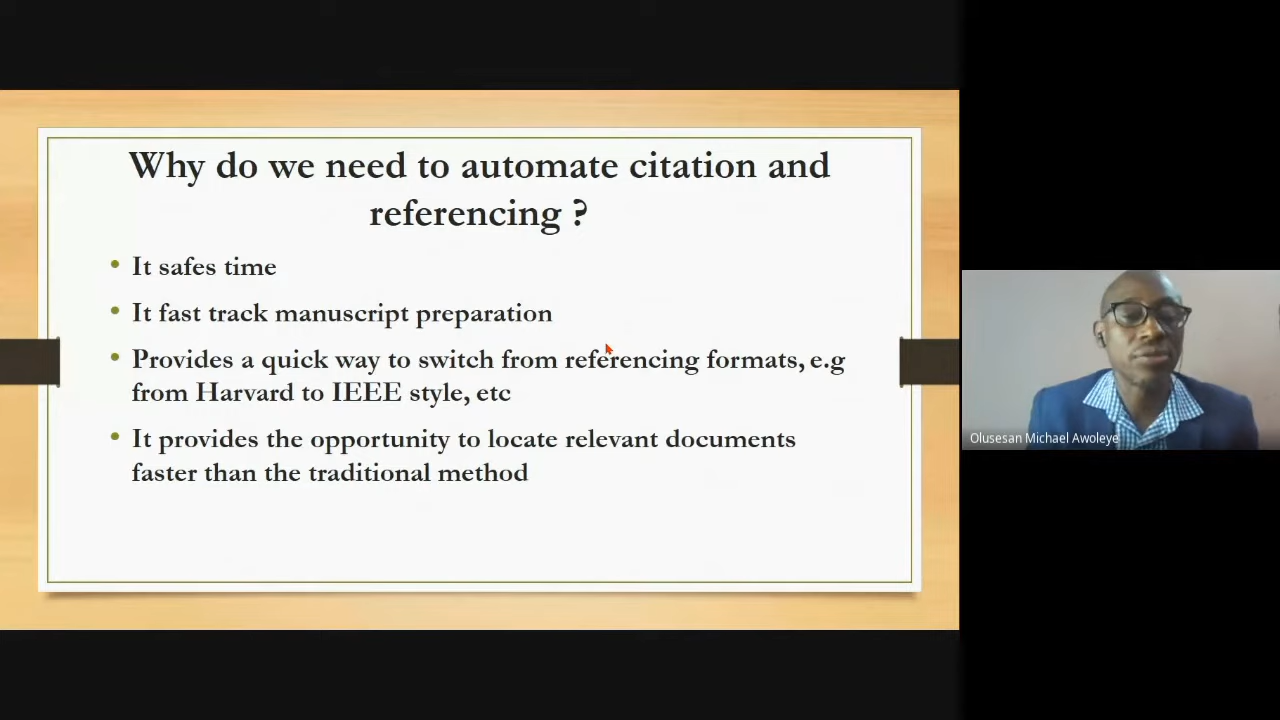 Why do we need to automate citation and
referencing ?
• It safes time
• It fast track manuscript preparation
• Provides a quick way to switch from referencing formats, e.g
from Harvard to IEEE style, etc
• It provides the opportunity to locate relevant documents
faster than the traditional method
Olusesan Michael Awoleye